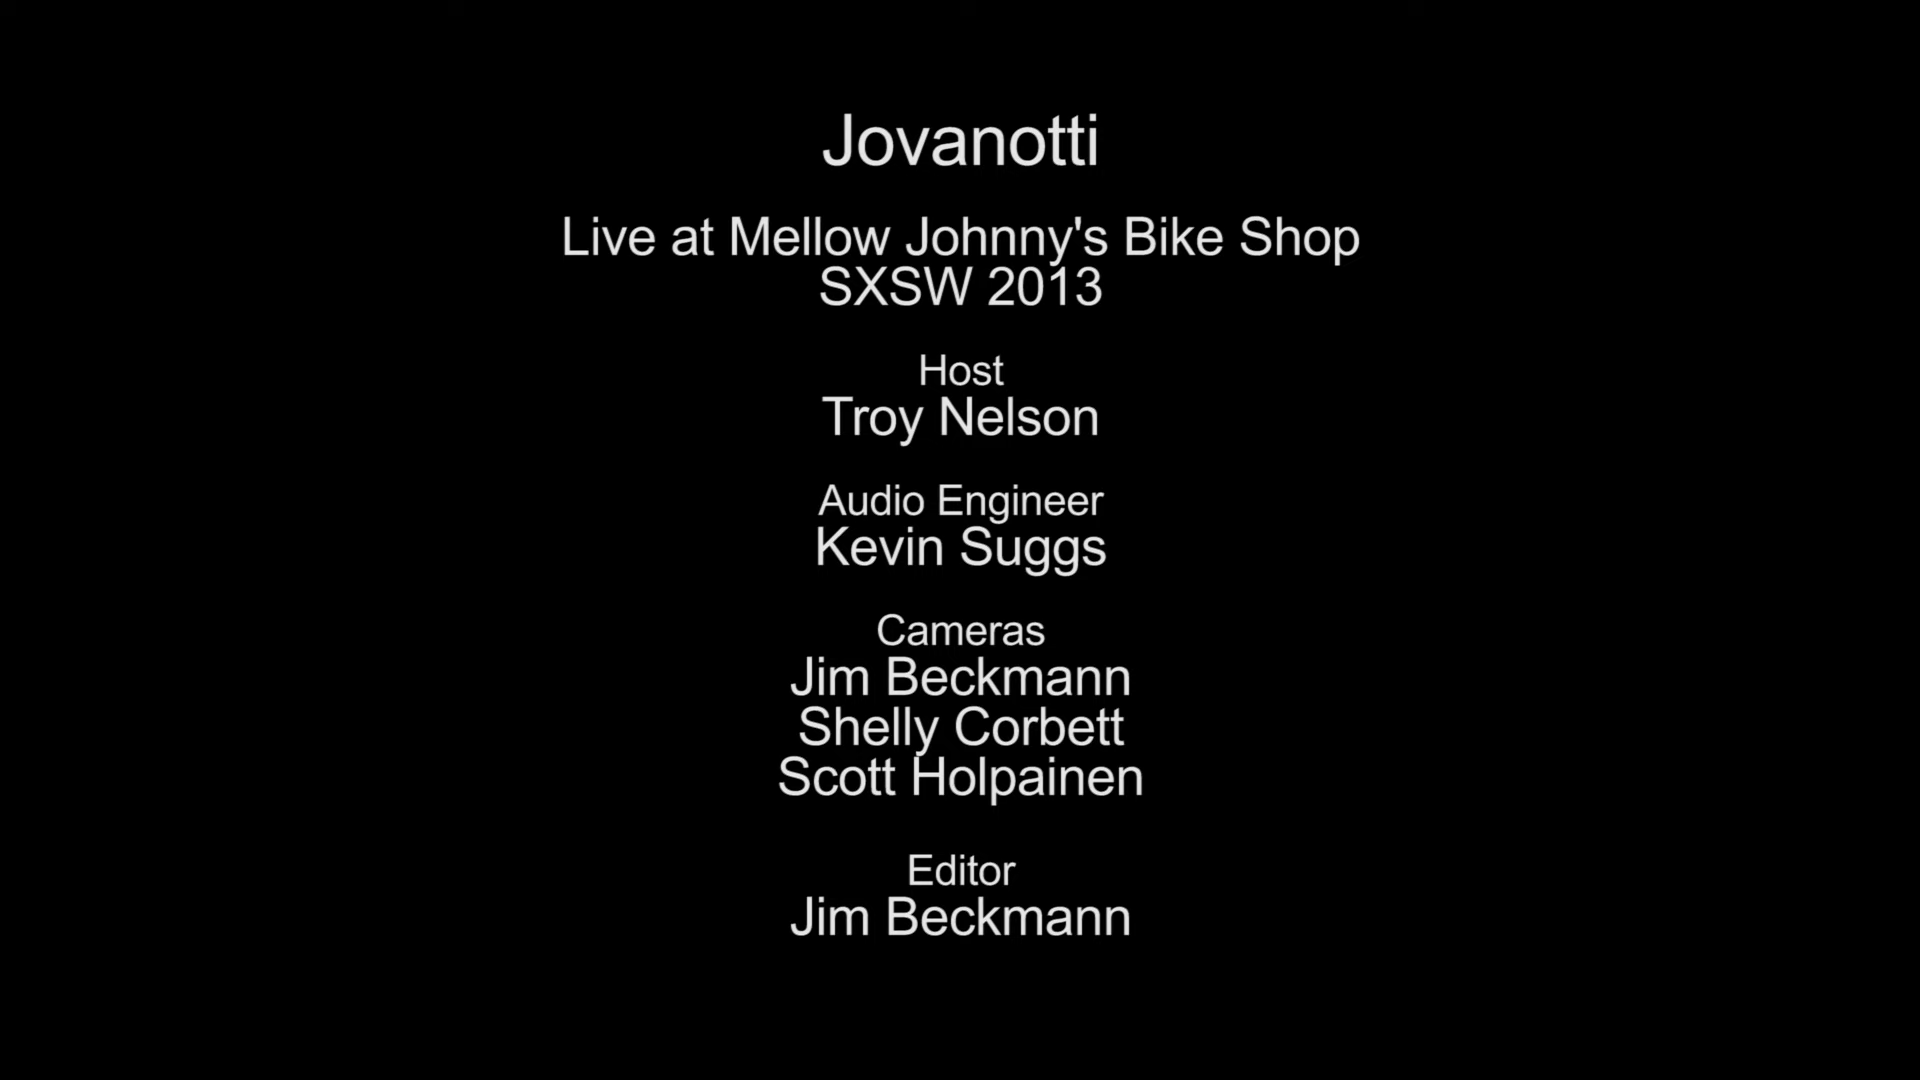 Jovanotti
Live at Mellow Johnny's Bike Shop
SXSW 2013
Host
Troy Nelson
Audio Engineer
Kevin Suggs
Cameras
Jim Beckmann
Shelly Corbett
Scott Holpainen
Editor
Jim Beckmann